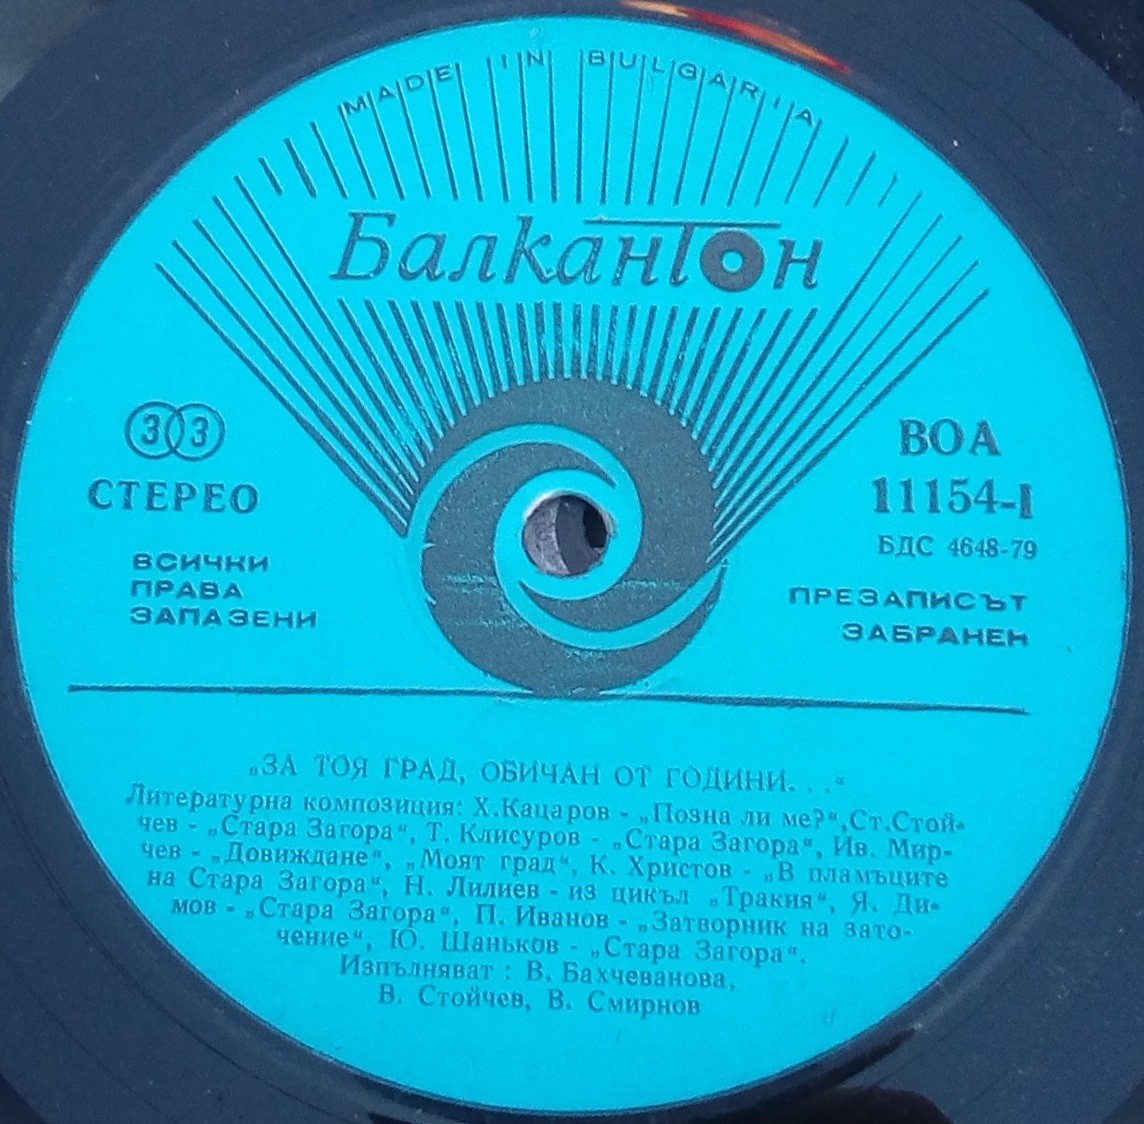 MADE IN BULGARIA
Балкантон
33
СТЕРЕО
ВСИЧКИ
ПРАВА
ЗАПАЗЕНИ
ВОА
11154-I
БДС 4648-79
ПРЕЗАПИСЪТ
ЗАБРАНЕН
„ЗА ТОЯ ГРАД, ОБИЧАН ОТ ГОДИНИ. . .“
Литературна композиция: Х.Кацаров - „Позна ли ме?“,Ст.Стой-
чев - „Стара Загора“, Т. Клисуров - „Стара Загора“, Ив. Мир-
чев - „Довиждане“, „Моят град“, К. Христов - „В пламъците
на Стара Загора“, Н. Лилиев - из цикъл „Тракия“, Я. Ди-
мов - „Стара Загора“, П. Иванов - „Затворник на зато-
чение“, Ю. Шаньков - „Стара Загора“.
Изпълняват : В. Бахчеванова,
В. Стойчев, В. Смирнов